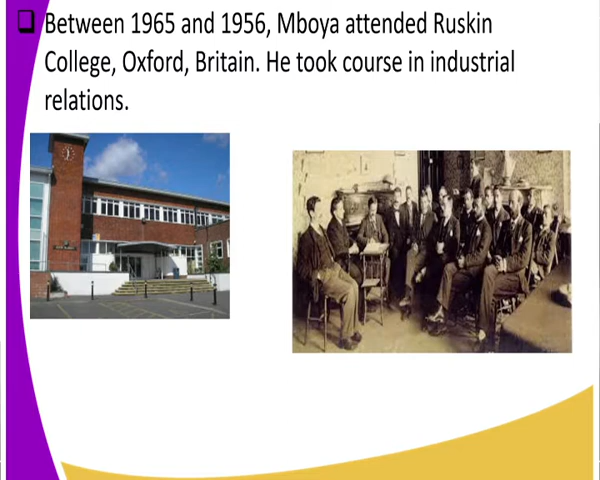 Between 1965 and 1956, Mboya attended Ruskin
College, Oxford, Britain. He took course in industrial
relations.